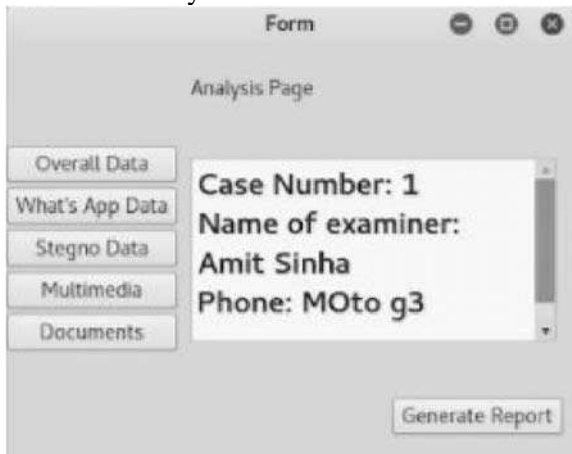 Form
Analysis Page
Overall Data
What's App Data
Stegno Data
Multimedia
Documents
Case Number: 1
Name of examiner:
Amit Sinha
Phone: MOto g3
Generate Report